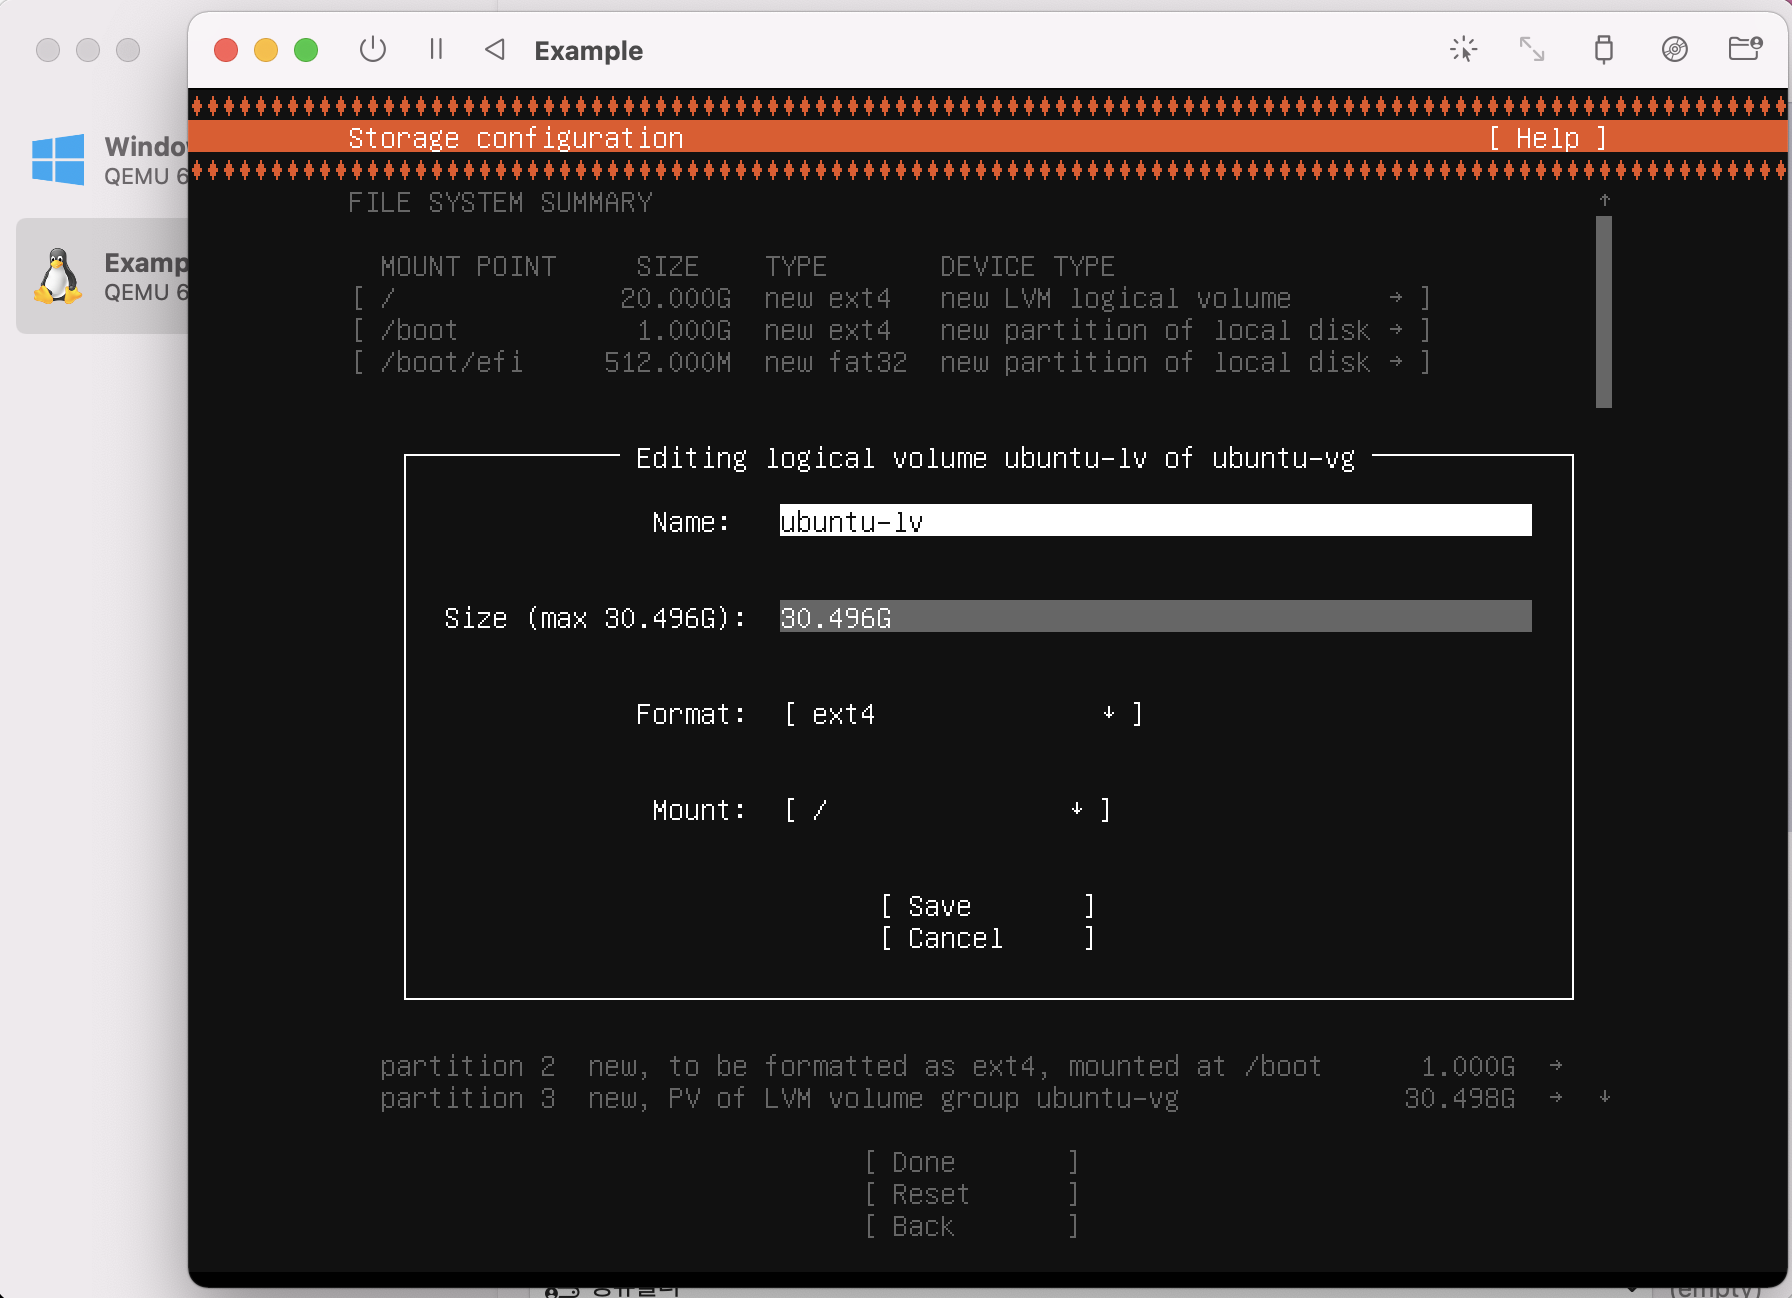 Example
Windo
QEMU 6
Examp
QEMU 6
Storage configuration [ Help ]
FILE SYSTEM SUMMARY ↑
MOUNT POINT SIZE TYPE DEVICE TYPE
[ / 20.000G new ext4 new LVM logical volume → ]
[ /boot 1.000G new ext4 new partition of local disk → ]
[ /boot/efi 512.000M new fat32 new partition of local disk → ]
Editing logical volume ubuntu-lv of ubuntu-vg
Name: ubuntu-lv
Size (max 30.496G): 30.496G
Format: [ ext4 ↓ ]
Mount: [ / ↓ ]
[ Save ]
[ Cancel ]
partition 2 new, to be formatted as ext4, mounted at /boot 1.000G →
partition 3 new, PV of LVM volume group ubuntu-vg 30.498G → ↓
[ Done ]
[ Reset ]
[ Back ]
(empty)